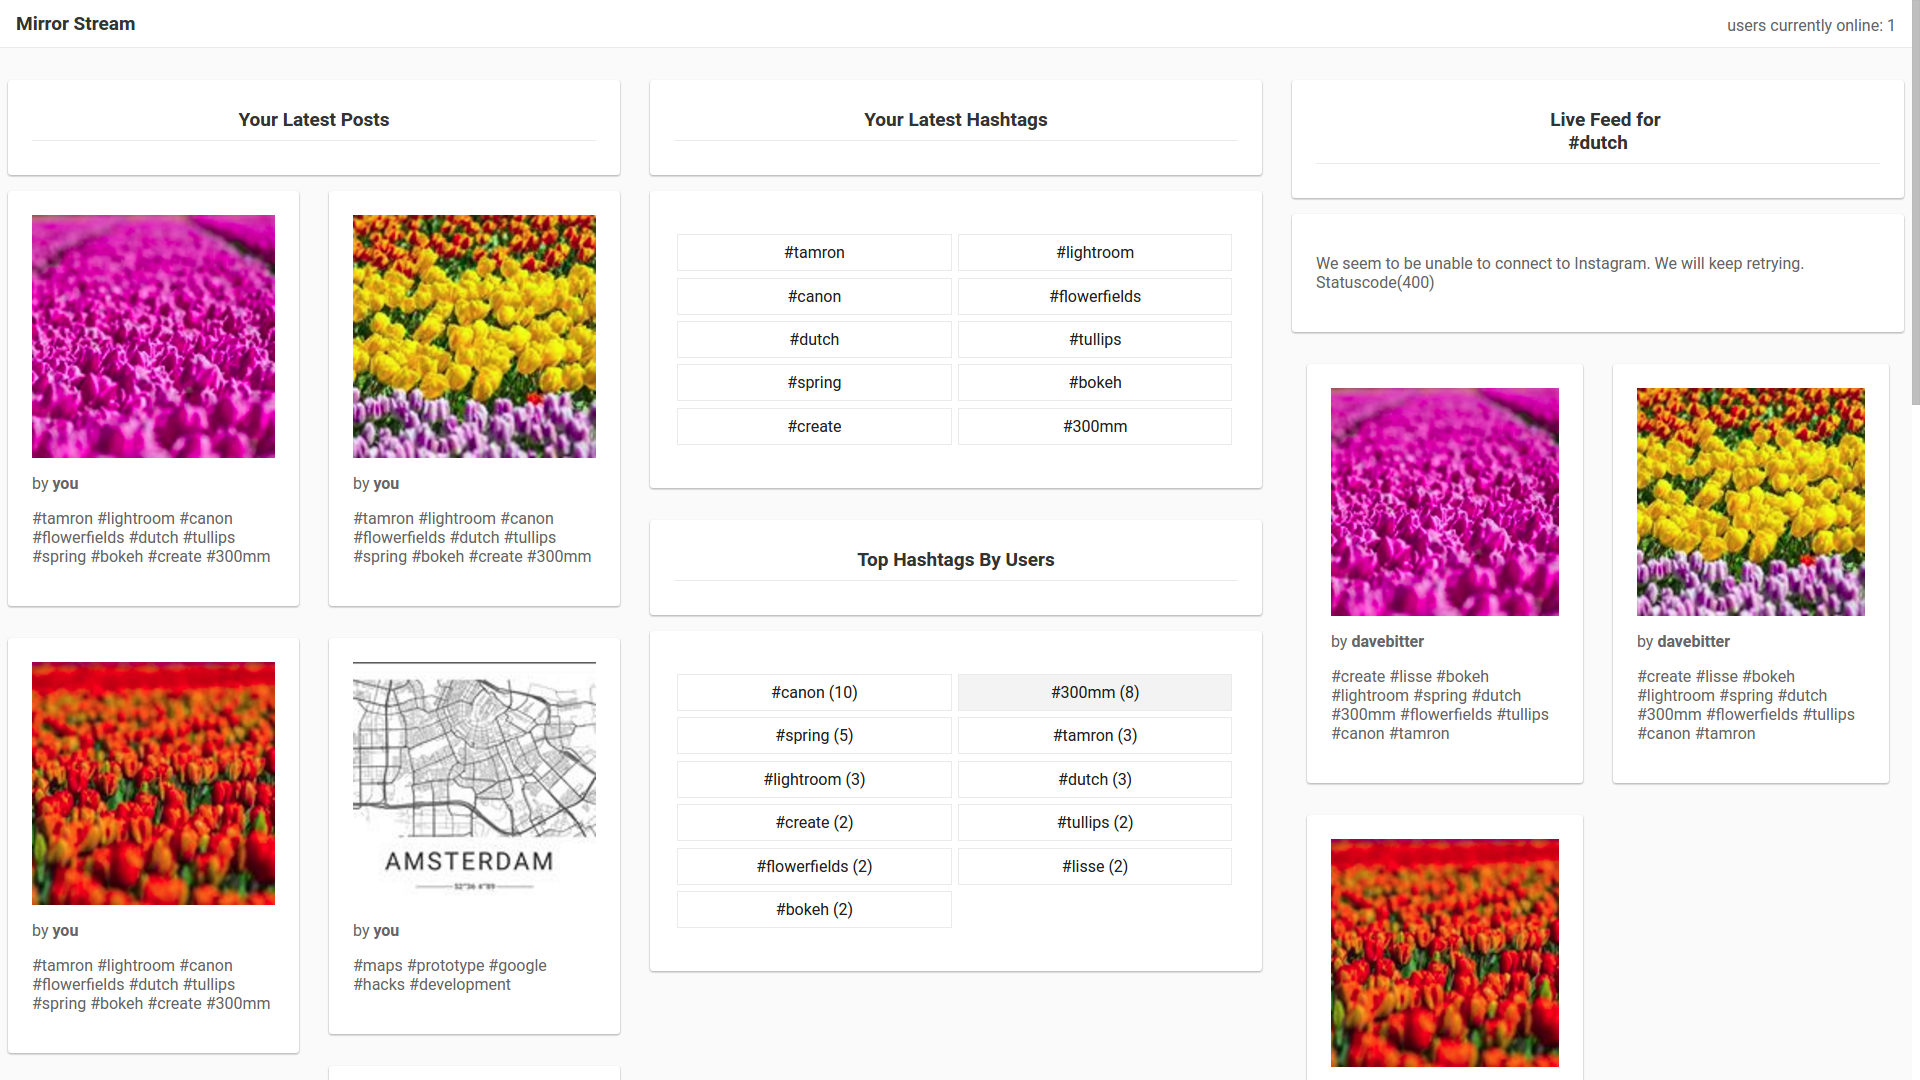 Mirror Stream
users currently online: 1
Your Latest Posts
by you
#tamron #lightroom #canon
#flowerfields #dutch #tullips
#spring #bokeh #create #300mm
by you
#tamron #lightroom #canon
#flowerfields #dutch #tullips
#spring #bokeh #create #300mm
by you
#tamron #lightroom #canon
#flowerfields #dutch #tullips
#spring #bokeh #create #300mm
AMSTERDAM
by you
#maps #prototype #google
#hacks #development
Your Latest Hashtags
#tamron
#lightroom
#canon
#flowerfields
#dutch
#tullips
#spring
#bokeh
#create
#300mm
Top Hashtags By Users
#canon (10)
#300mm (8)
#spring (5)
#tamron (3)
#lightroom (3)
#dutch (3)
#create (2)
#tullips (2)
#flowerfields (2)
#lisse (2)
#bokeh (2)
Live Feed for
#dutch
We seem to be unable to connect to Instagram. We will keep retrying.
Statuscode(400)
by davebitter
#create #lisse #bokeh
#lightroom #spring #dutch
#300mm #flowerfields #tullips
#canon #tamron
by davebitter
#create #lisse #bokeh
#lightroom #spring #dutch
#300mm #flowerfields #tullips
#canon #tamron